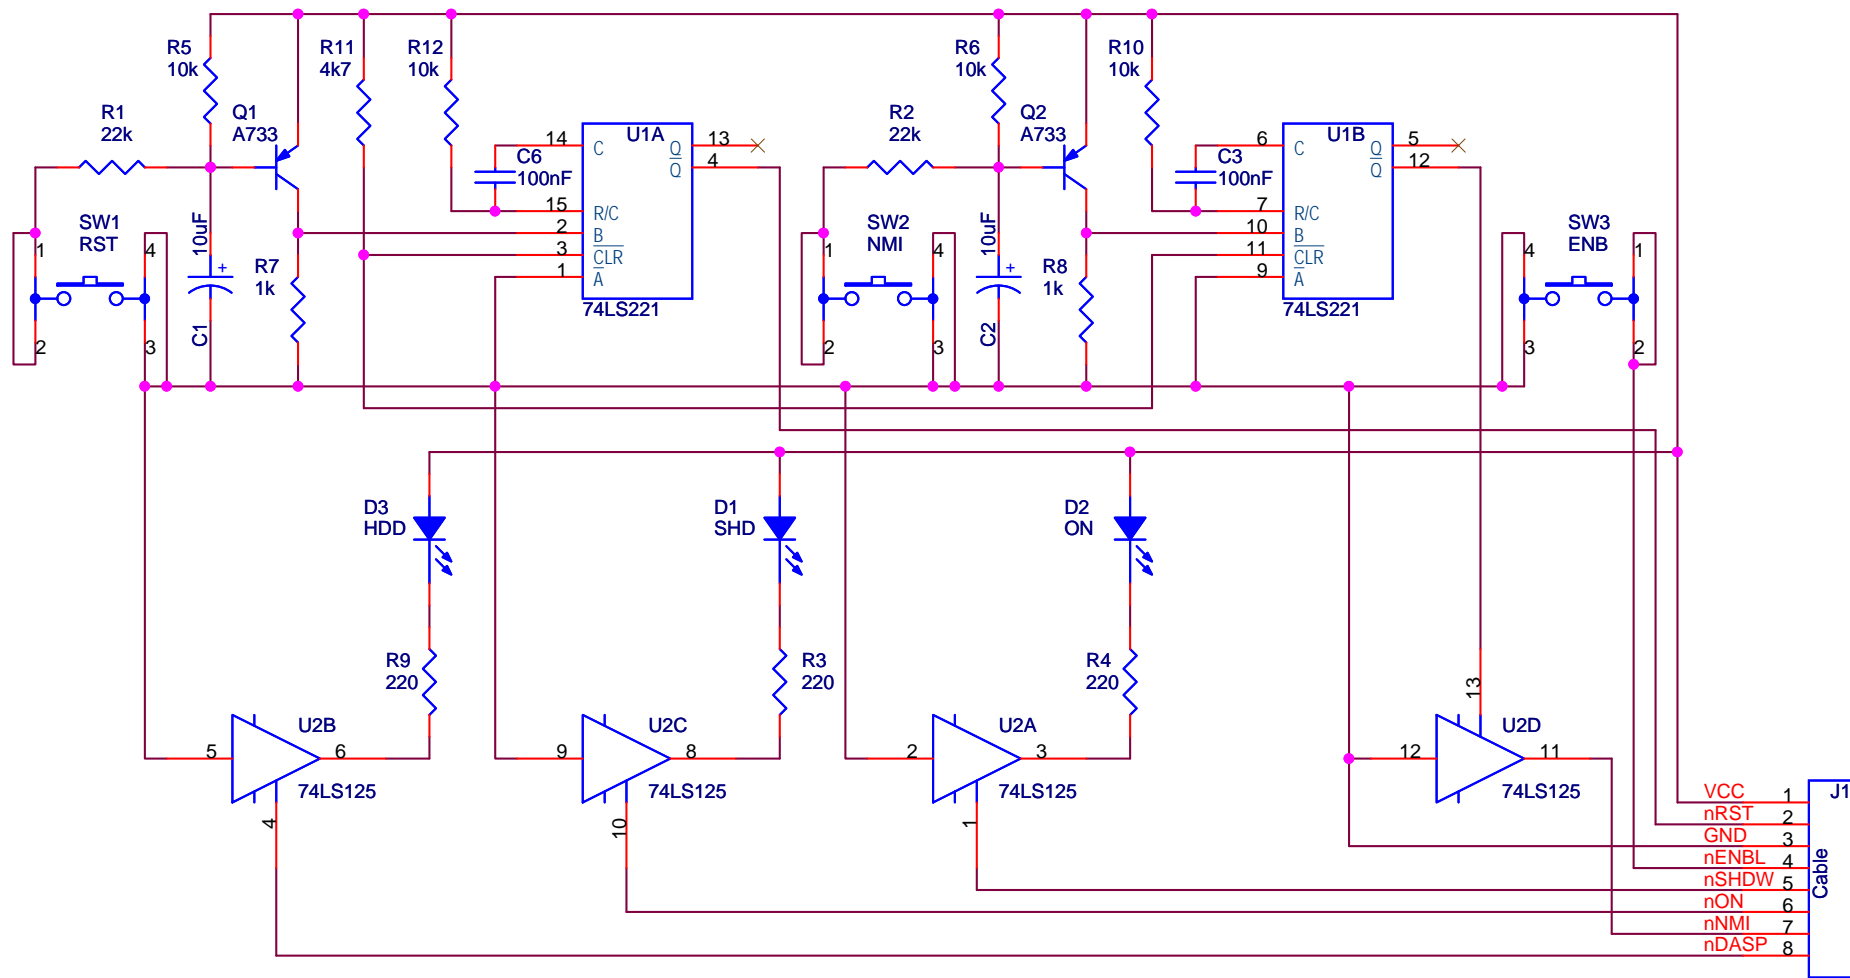 R5
10k
R11
4k7
R12
10k
R6
10k
R10
10k
R1
22k
Q1
A733
14
C
U1A
Q
13
Q
4
C6
100nF
15
R/C
2
B
3
CLR
1
A
74LS221
R2
22k
Q2
A733
6
C
U1B
Q
5
Q
12
C3
100nF
7
R/C
10
B
11
CLR
9
A
74LS221
SW1
RST
1
4
2
3
10uF
+
C1
R7
1k
SW2
NMI
1
4
2
3
10uF
+
C2
R8
1k
SW3
ENB
4
1
3
2
D3
HDD
D1
SHD
D2
ON
R9
220
R3
220
R4
220
5
U2B
6
74LS125
4
9
U2C
8
74LS125
10
2
U2A
3
74LS125
1
13
12
U2D
11
74LS125
J1
Cable
VCC 1
nRST 2
GND 3
nENBL 4
nSHDW 5
nON 6
nNMI 7
nDASP 8